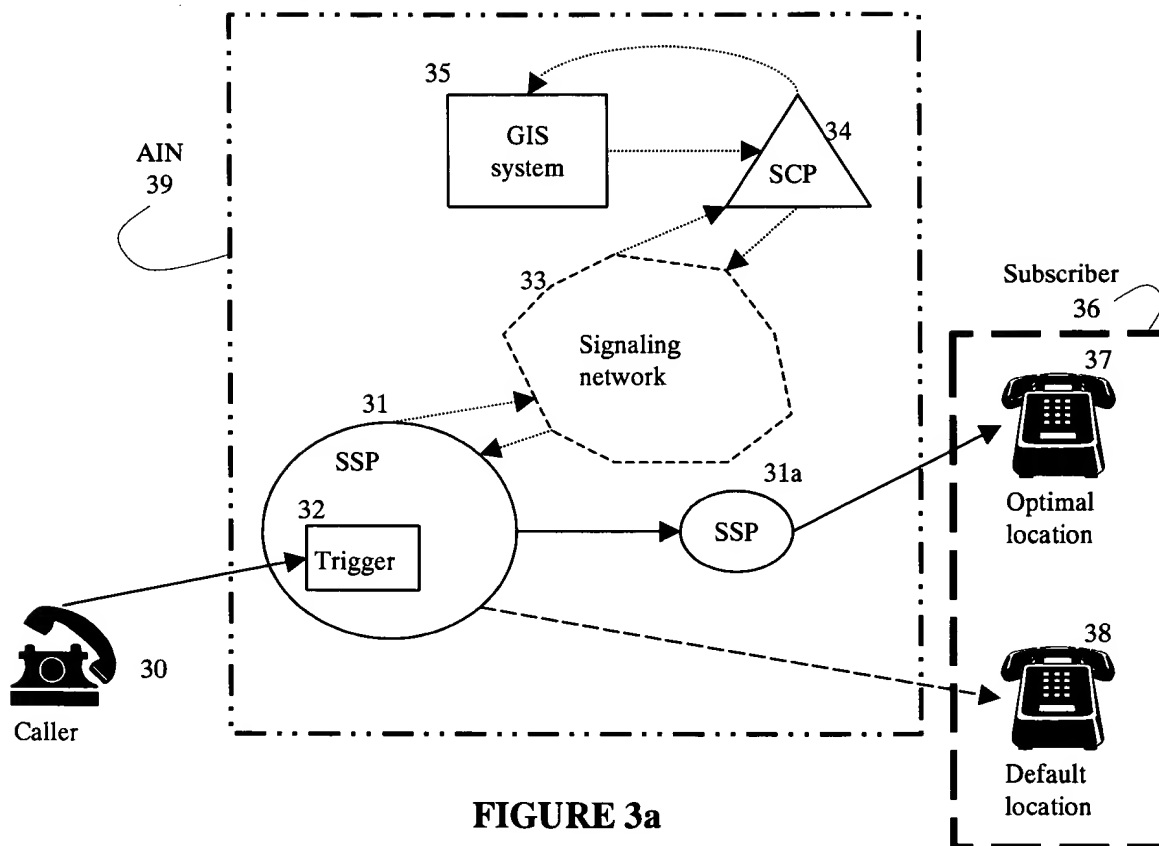 35
GIS
system
34
SCP
AIN
39
33
Signaling
network
Subscriber
36
37
31
SSP
32
Trigger
31a
SSP
Optimal
location
30
Caller
38
Default
location
FIGURE 3a